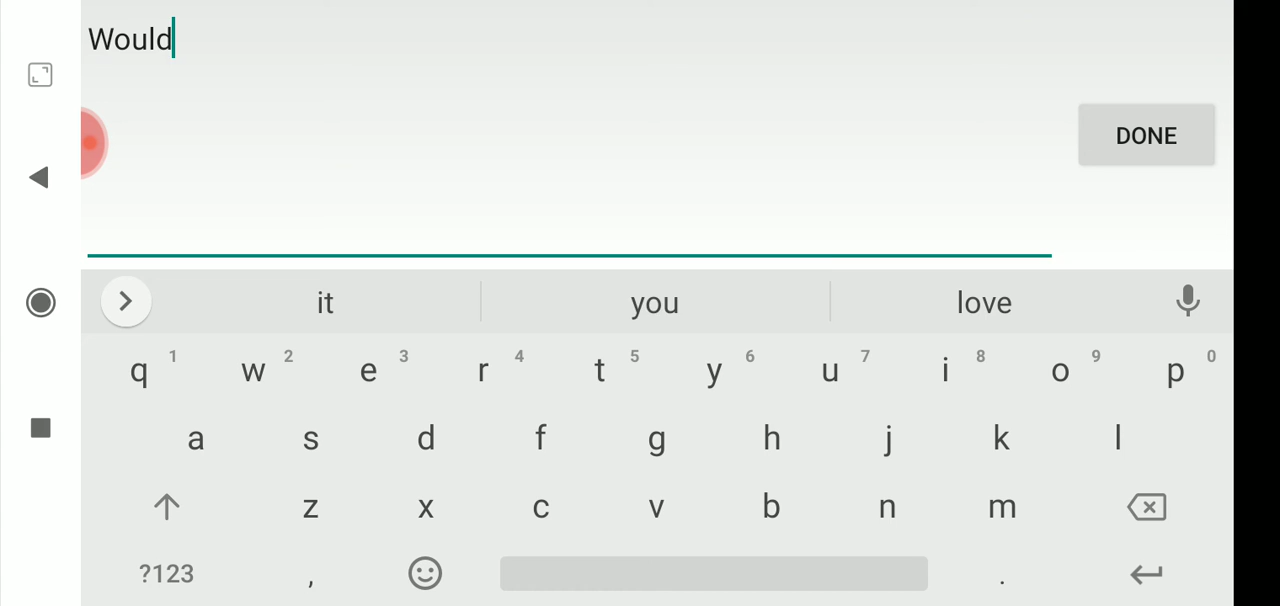 Would
DONE
it you love
q 1 w 2 e 3 r 4 t 5 y 6 u 7 i 8 o 9 p 0
a s d f g h j k l
z x c v b n m
?123 , .